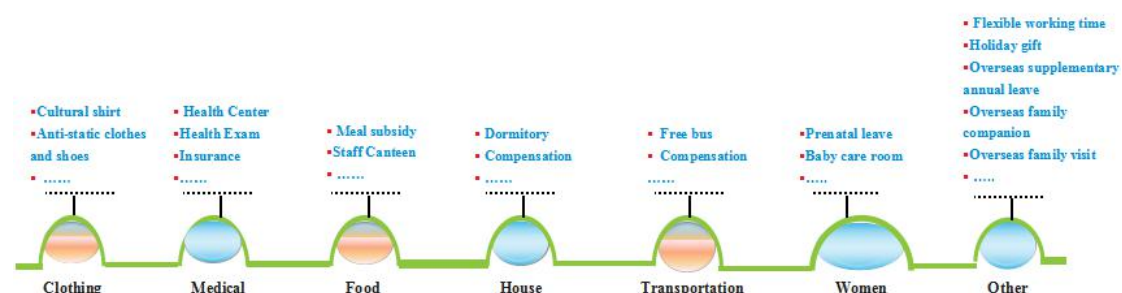 ▪Cultural shirt
▪Anti-static clothes
and shoes
▪ ......
Clothing
▪ Health Center
▪Health Exam
▪Insurance
▪......
Medical
▪ Meal subsidy
▪Staff Canteen
▪ ......
Food
▪ Dormitory
▪ Compensation
▪ ......
House
▪ Free bus
▪ Compensation
......
Transportation
▪ Prenatal leave
▪Baby care room
▪.....
Women
▪ Flexible working time
▪Holiday gift
▪Overseas supplementary
annual leave
▪Overseas family
companion
▪Overseas family visit
▪ .....
Other